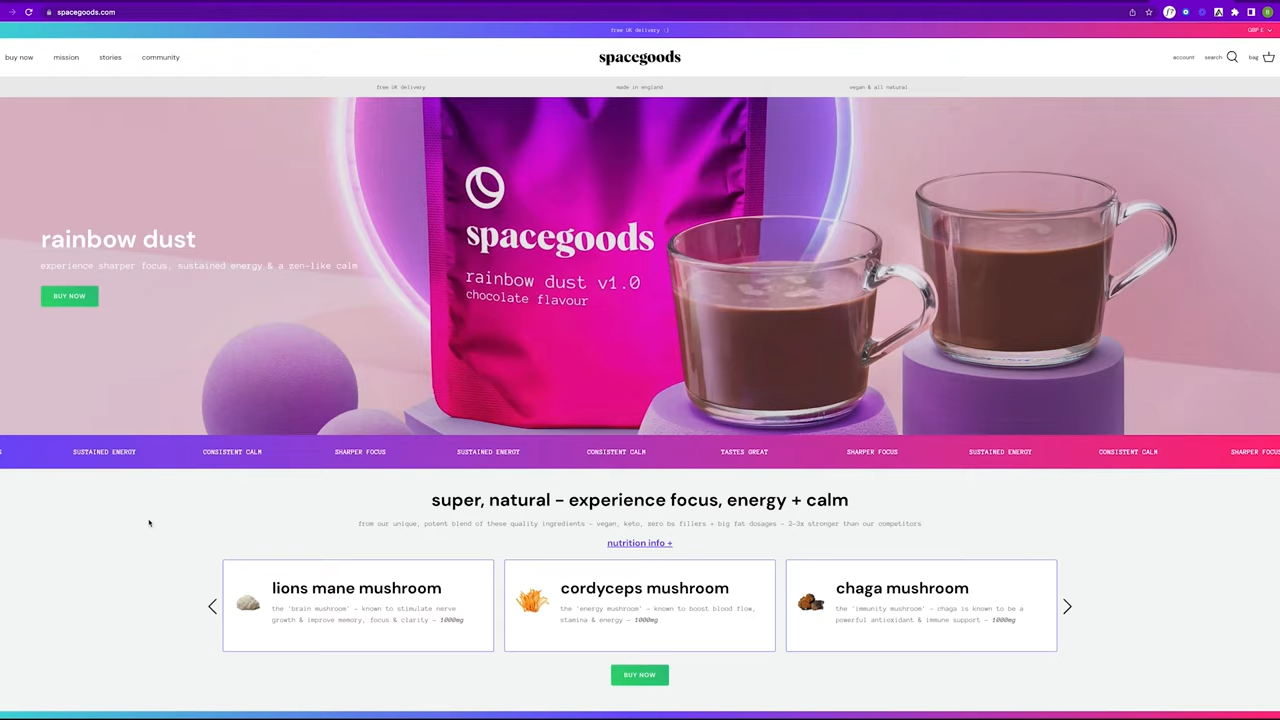 spacegoods.com
free UK delivery :)
GBP £
buy now
mission
stories
community
spacegoods
account
search
bag
free UK delivery
made in england
vegan & all natural
spacegoods
rainbow dust v1.0
chocolate flavour
rainbow dust
experience sharper focus, sustained energy & a zen-like calm
BUY NOW
SUSTAINED ENERGY
CONSISTENT CALM
SHARPER FOCUS
SUSTAINED ENERGY
CONSISTENT CALM
TASTES GREAT
SHARPER FOCUS
SUSTAINED ENERGY
CONSISTENT CALM
SHARPER FOCUS
super, natural – experience focus, energy + calm
from our unique, potent blend of these quality ingredients – vegan, keto, zero bs fillers + big fat dosages – 2-3x stronger than our competitors
nutrition info +
lions mane mushroom
the 'brain mushroom' – known to stimulate nerve
growth & improve memory, focus & clarity – 1000mg
cordyceps mushroom
the 'energy mushroom' – known to boost blood flow,
stamina & energy – 1000mg
chaga mushroom
the 'immunity mushroom' – chaga is known to be a
powerful antioxidant & immune support – 1000mg
BUY NOW